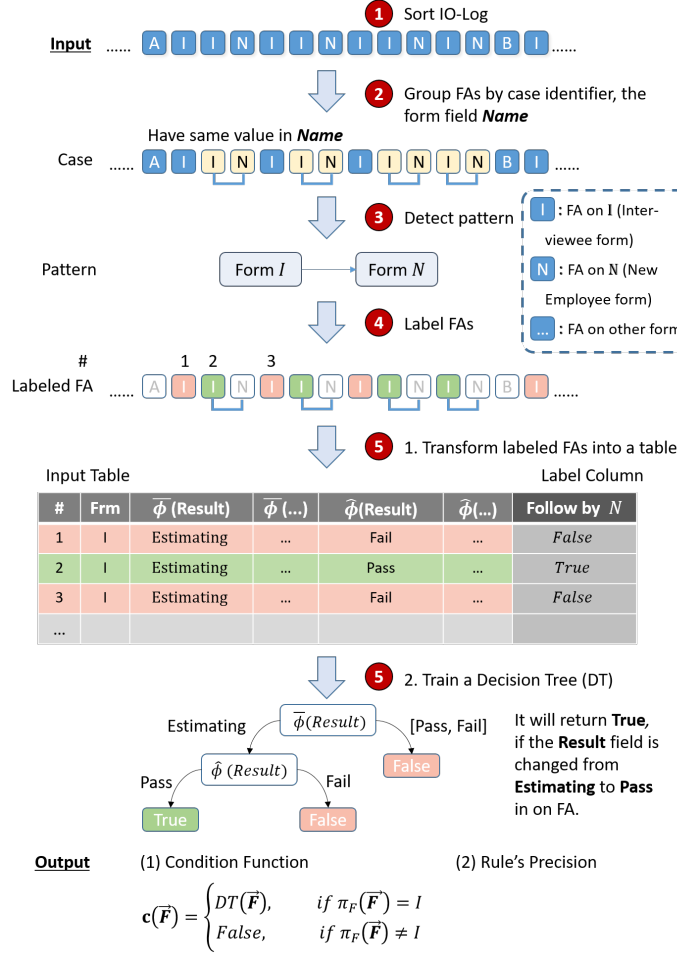 1 Sort IO-Log
Input ...... A I I N I I N I I N I N B I ......
2 Group FAs by case identifier, the
form field Name
Have same value in Name
Case ...... A I I N I I N I I N I N B I ......
3 Detect pattern
I : FA on I (Inter-
viewee form)
N : FA on N (New
Employee form)
... : FA on other form
Pattern Form I Form N
4 Label FAs
# 1 2 3
Labeled FA ...... A I I N I I N I I N I N B I ......
5 1. Transform labeled FAs into a table
Input Table Label Column
# Frm ϕ̅(Result) ϕ̅(...) ϕ̂(Result) ϕ̂(...) Follow by N
1 I Estimating ... Fail ... False
2 I Estimating ... Pass ... True
3 I Estimating ... Fail ... False
...
5 2. Train a Decision Tree (DT)
ϕ̅(Result)
Estimating [Pass, Fail]
ϕ̂ (Result) False
Pass Fail
True False
It will return True,
if the Result field is
changed from
Estimating to Pass
in on FA.
Output (1) Condition Function (2) Rule's Precision
c(F⃗) = { DT(F⃗), if π_F(F⃗) = I
False, if π_F(F⃗) ≠ I